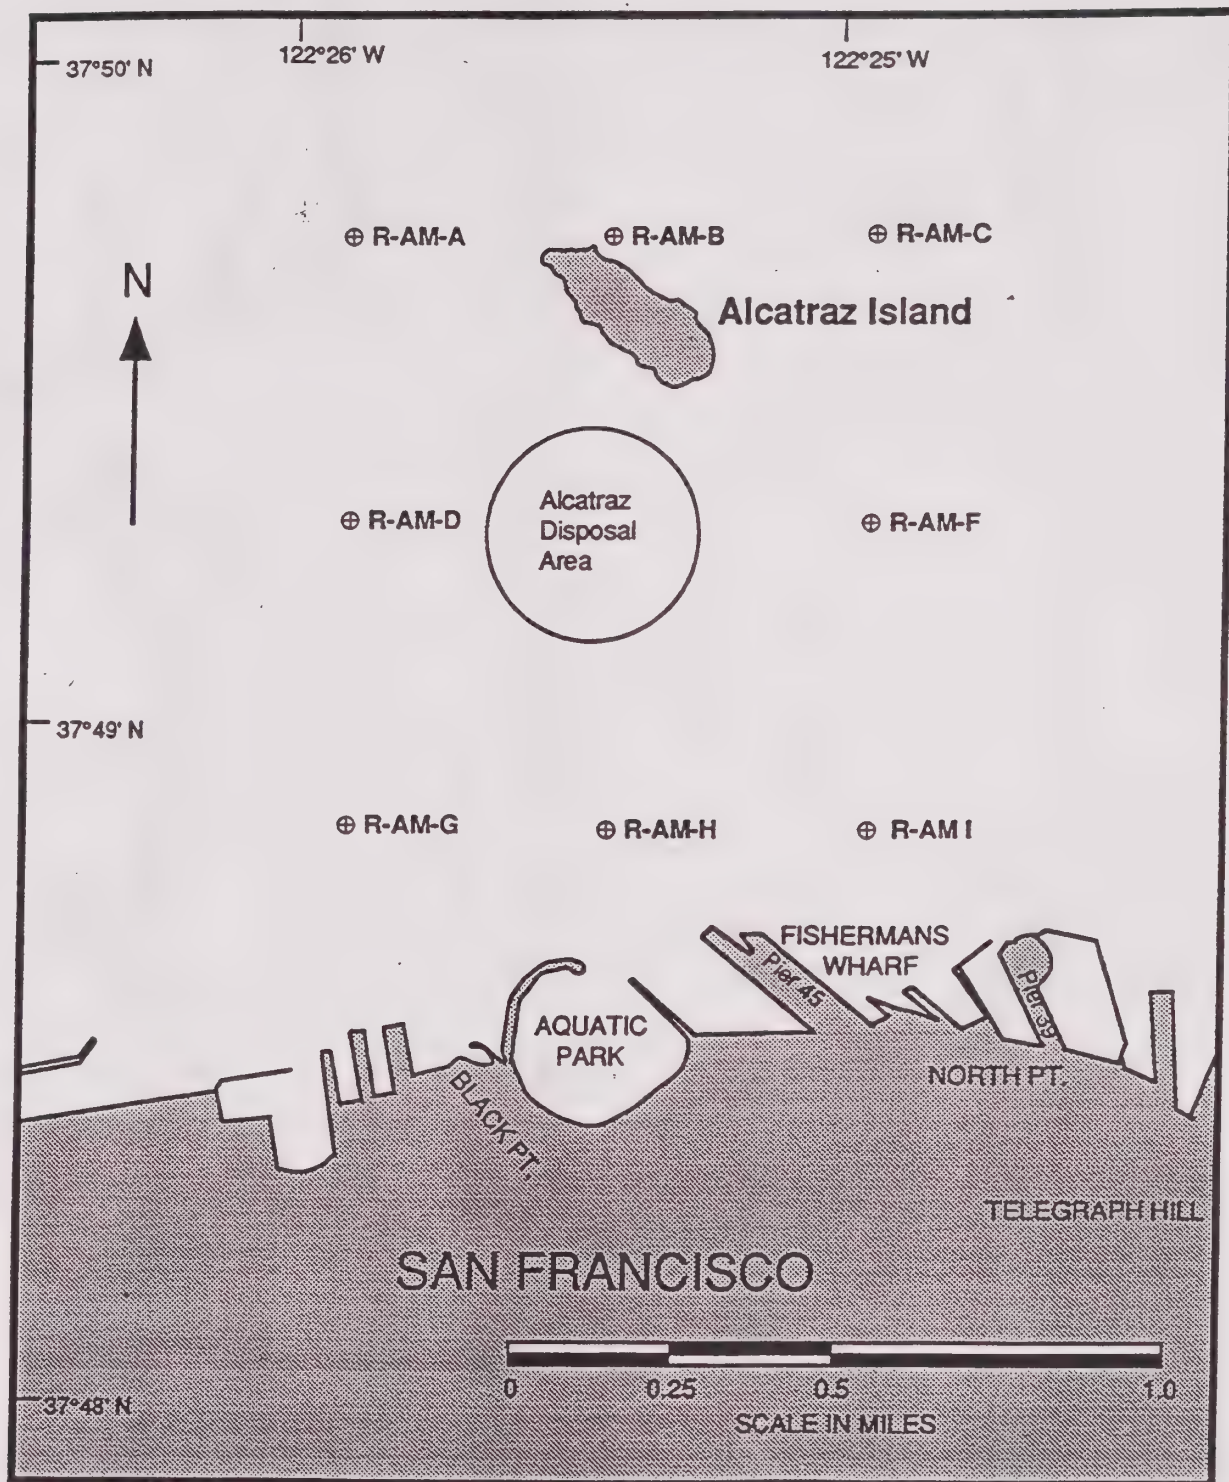 122°26' W
122°25' W
37°50' N
⊕ R-AM-A
⊕ R-AM-B
⊕ R-AM-C
N
Alcatraz Island
Alcatraz
Disposal
Area
⊕ R-AM-D
⊕ R-AM-F
37°49' N
⊕ R-AM-G
⊕ R-AM-H
⊕ R-AM I
FISHERMANS
WHARF
Pier 45
Pier 39
AQUATIC
PARK
BLACK PT.
NORTH PT.
TELEGRAPH HILL
SAN FRANCISCO
0 0.25 0.5 1.0
SCALE IN MILES
37°48' N